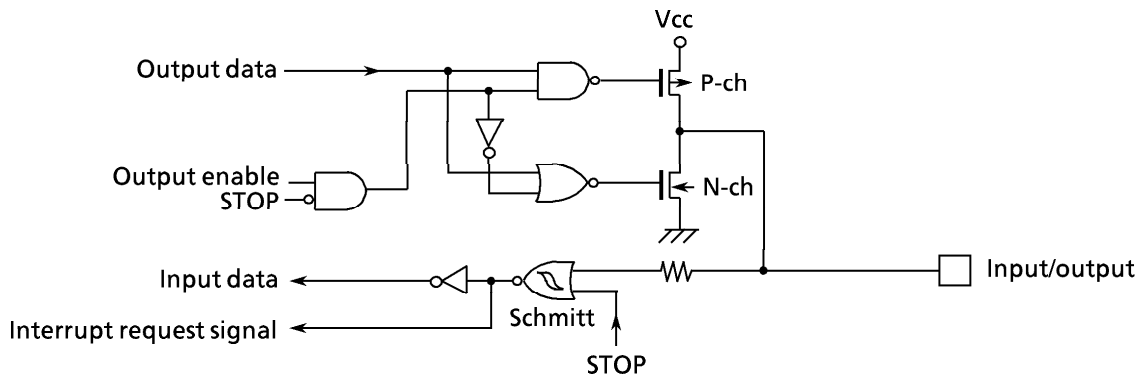 Vcc
Output data
P-ch
Output enable
STOP
N-ch
Input data
Schmitt
Input/output
Interrupt request signal
STOP